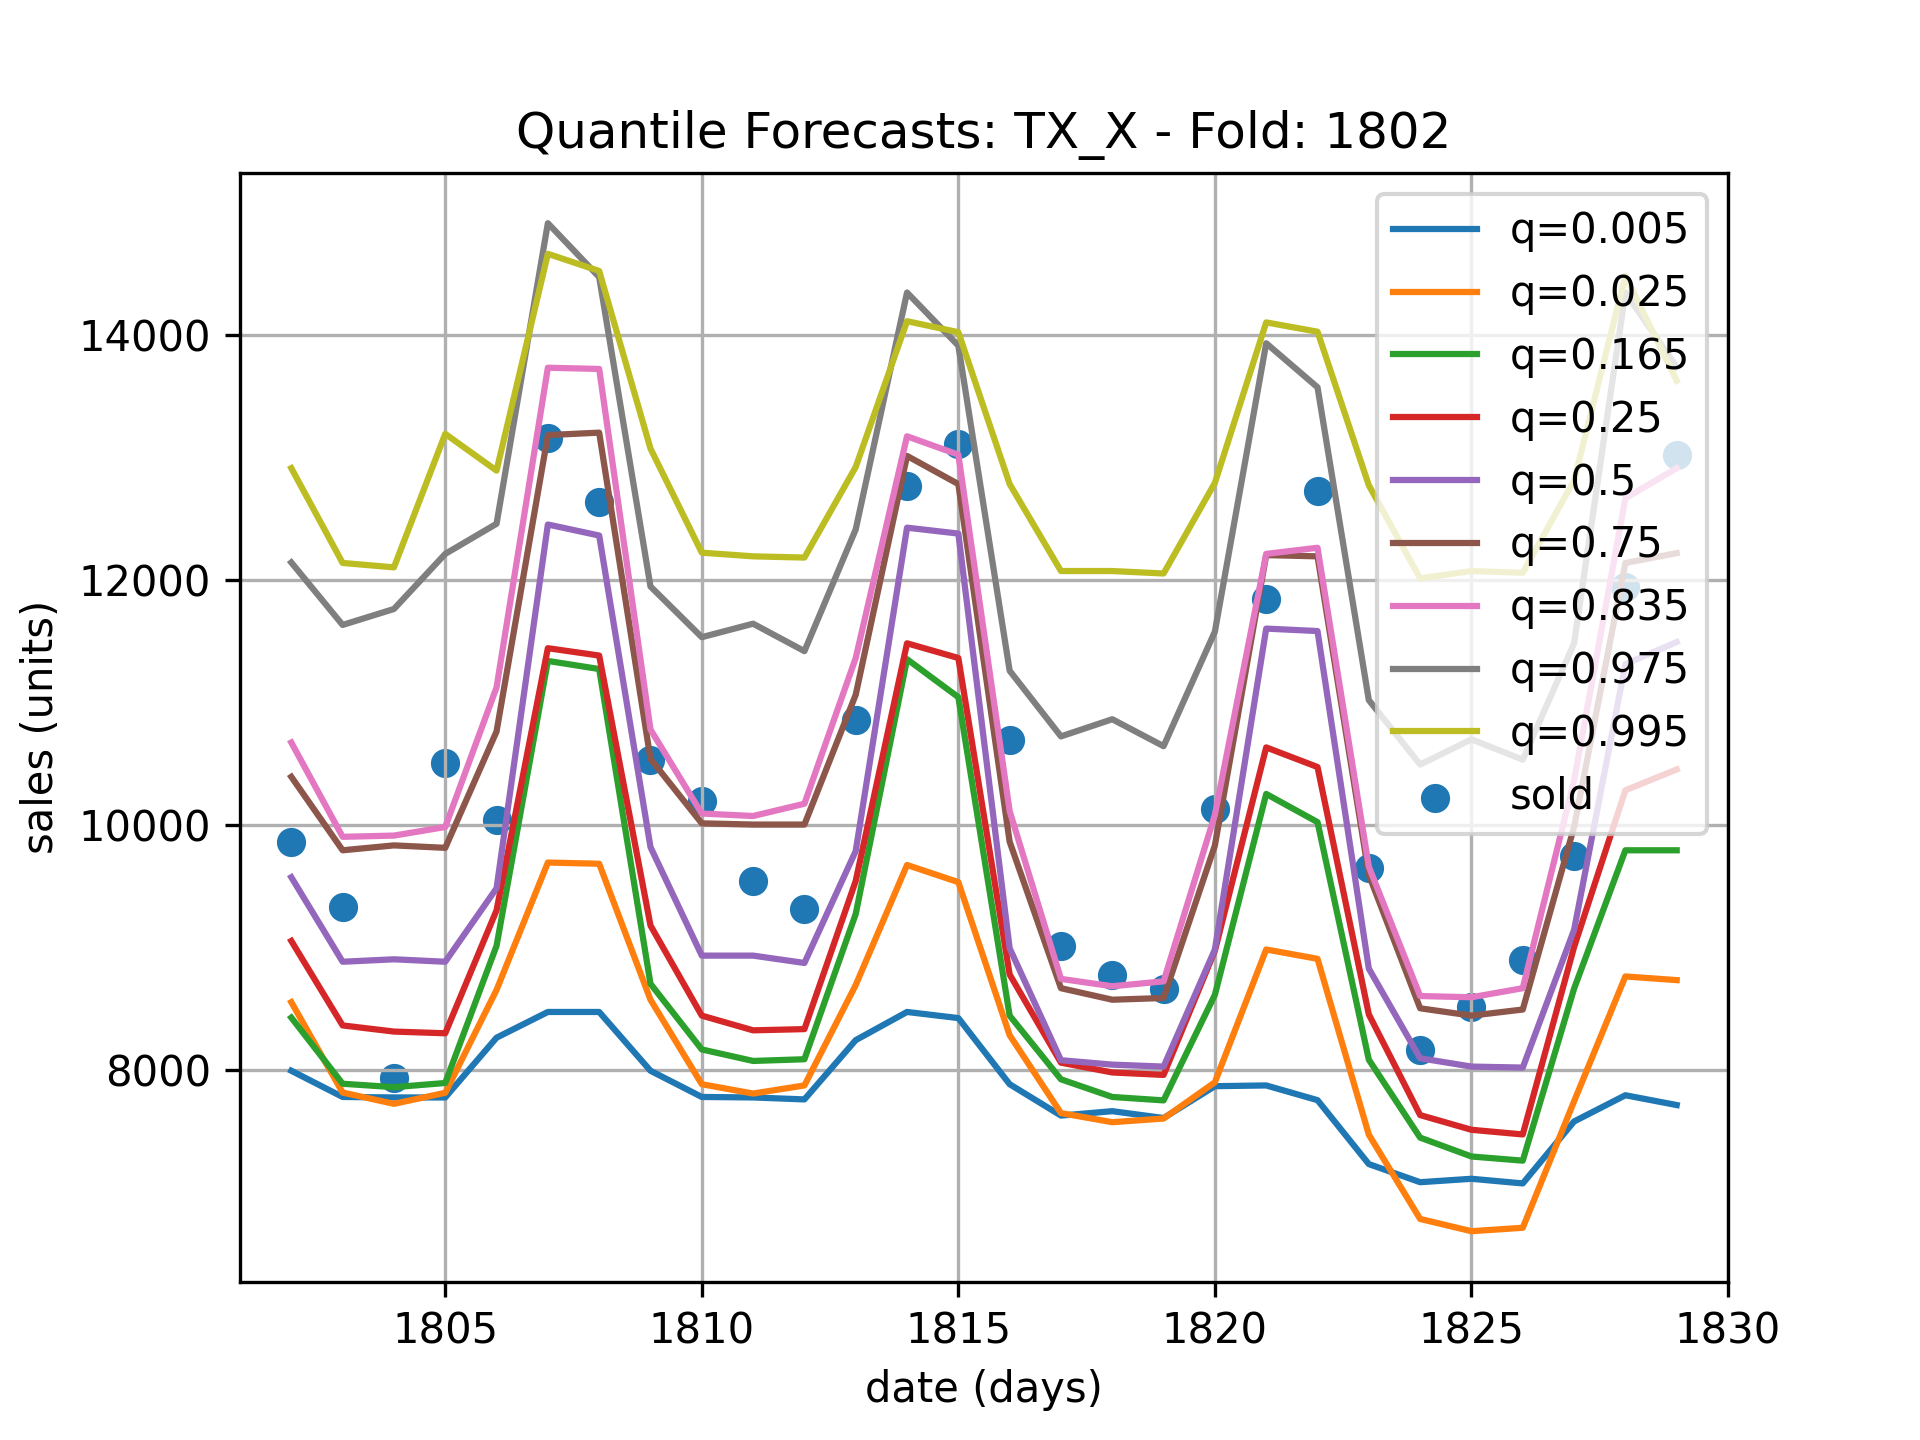 Quantile Forecasts: TX_X - Fold: 1802
q=0.005
q=0.025
q=0.165
q=0.25
q=0.5
q=0.75
q=0.835
q=0.975
q=0.995
sold
14000
12000
10000
8000
sales (units)
1805 1810 1815 1820 1825 1830
date (days)